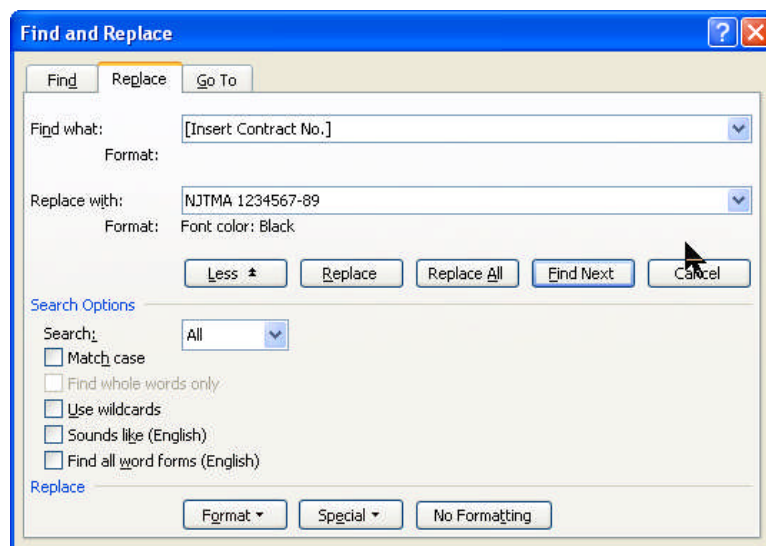 Find and Replace
Find Replace Go To
Find what: [Insert Contract No.]
Format:
Replace with: NJTMA 1234567-89
Format: Font color: Black
Less Replace Replace All Find Next Cancel
Search Options
Search: All
Match case
Find whole words only
Use wildcards
Sounds like (English)
Find all word forms (English)
Replace
Format Special No Formatting